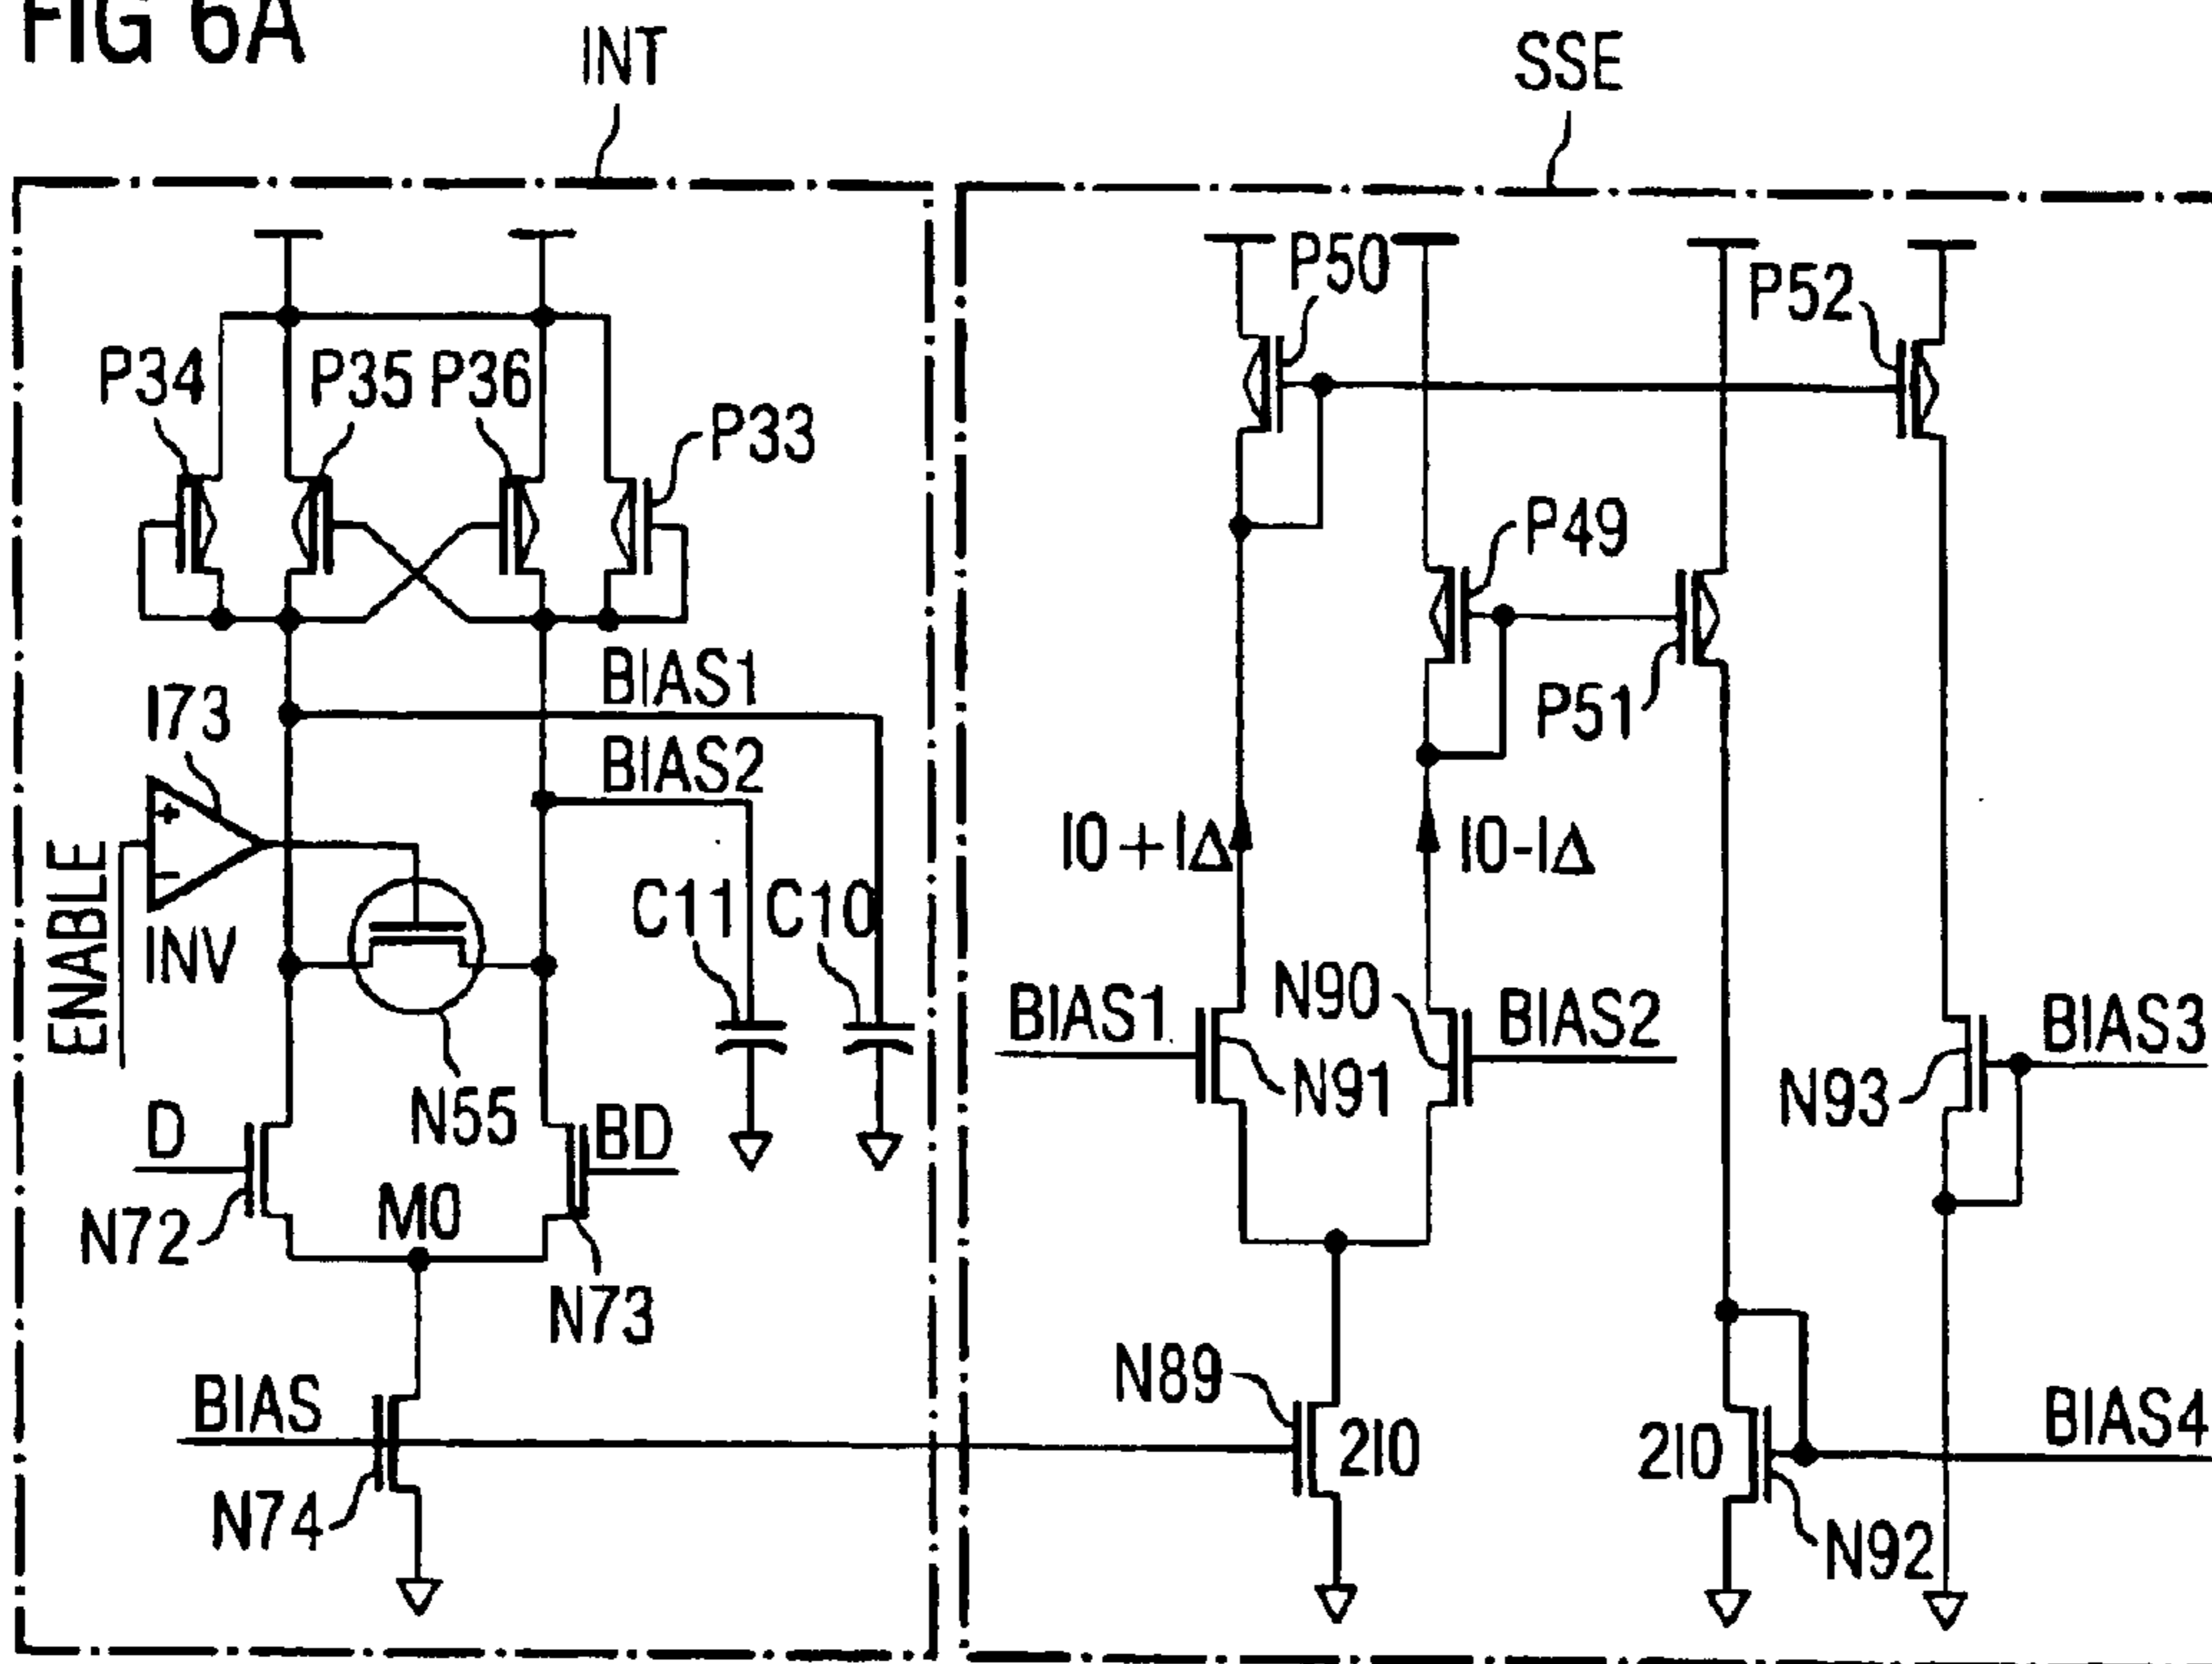 FIG 6A
INT
SSE
P34
P35
P36
P33
P50
P52
P49
P51
BIAS1
BIAS2
I73
+
-
INV
ENABLE
C11
C10
I0+IΔ
I0-IΔ
N55
D
BD
N72
M0
N73
BIAS1
N91
N90
BIAS2
BIAS3
N93
BIAS
N74
N89
2I0
2I0
BIAS4
N92